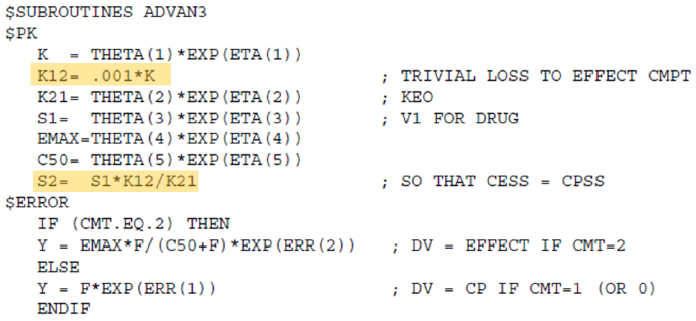 $SUBROUTINES ADVAN3
$PK
K = THETA(1)*EXP(ETA(1))
K12= .001*K ; TRIVIAL LOSS TO EFFECT CMPT
K21= THETA(2)*EXP(ETA(2)) ; KEO
S1= THETA(3)*EXP(ETA(3)) ; V1 FOR DRUG
EMAX=THETA(4)*EXP(ETA(4))
C50= THETA(5)*EXP(ETA(5))
S2= S1*K12/K21 ; SO THAT CESS = CPSS
$ERROR
IF (CMT.EQ.2) THEN
Y = EMAX*F/(C50+F)*EXP(ERR(2)) ; DV = EFFECT IF CMT=2
ELSE
Y = F*EXP(ERR(1)) ; DV = CP IF CMT=1 (OR 0)
ENDIF